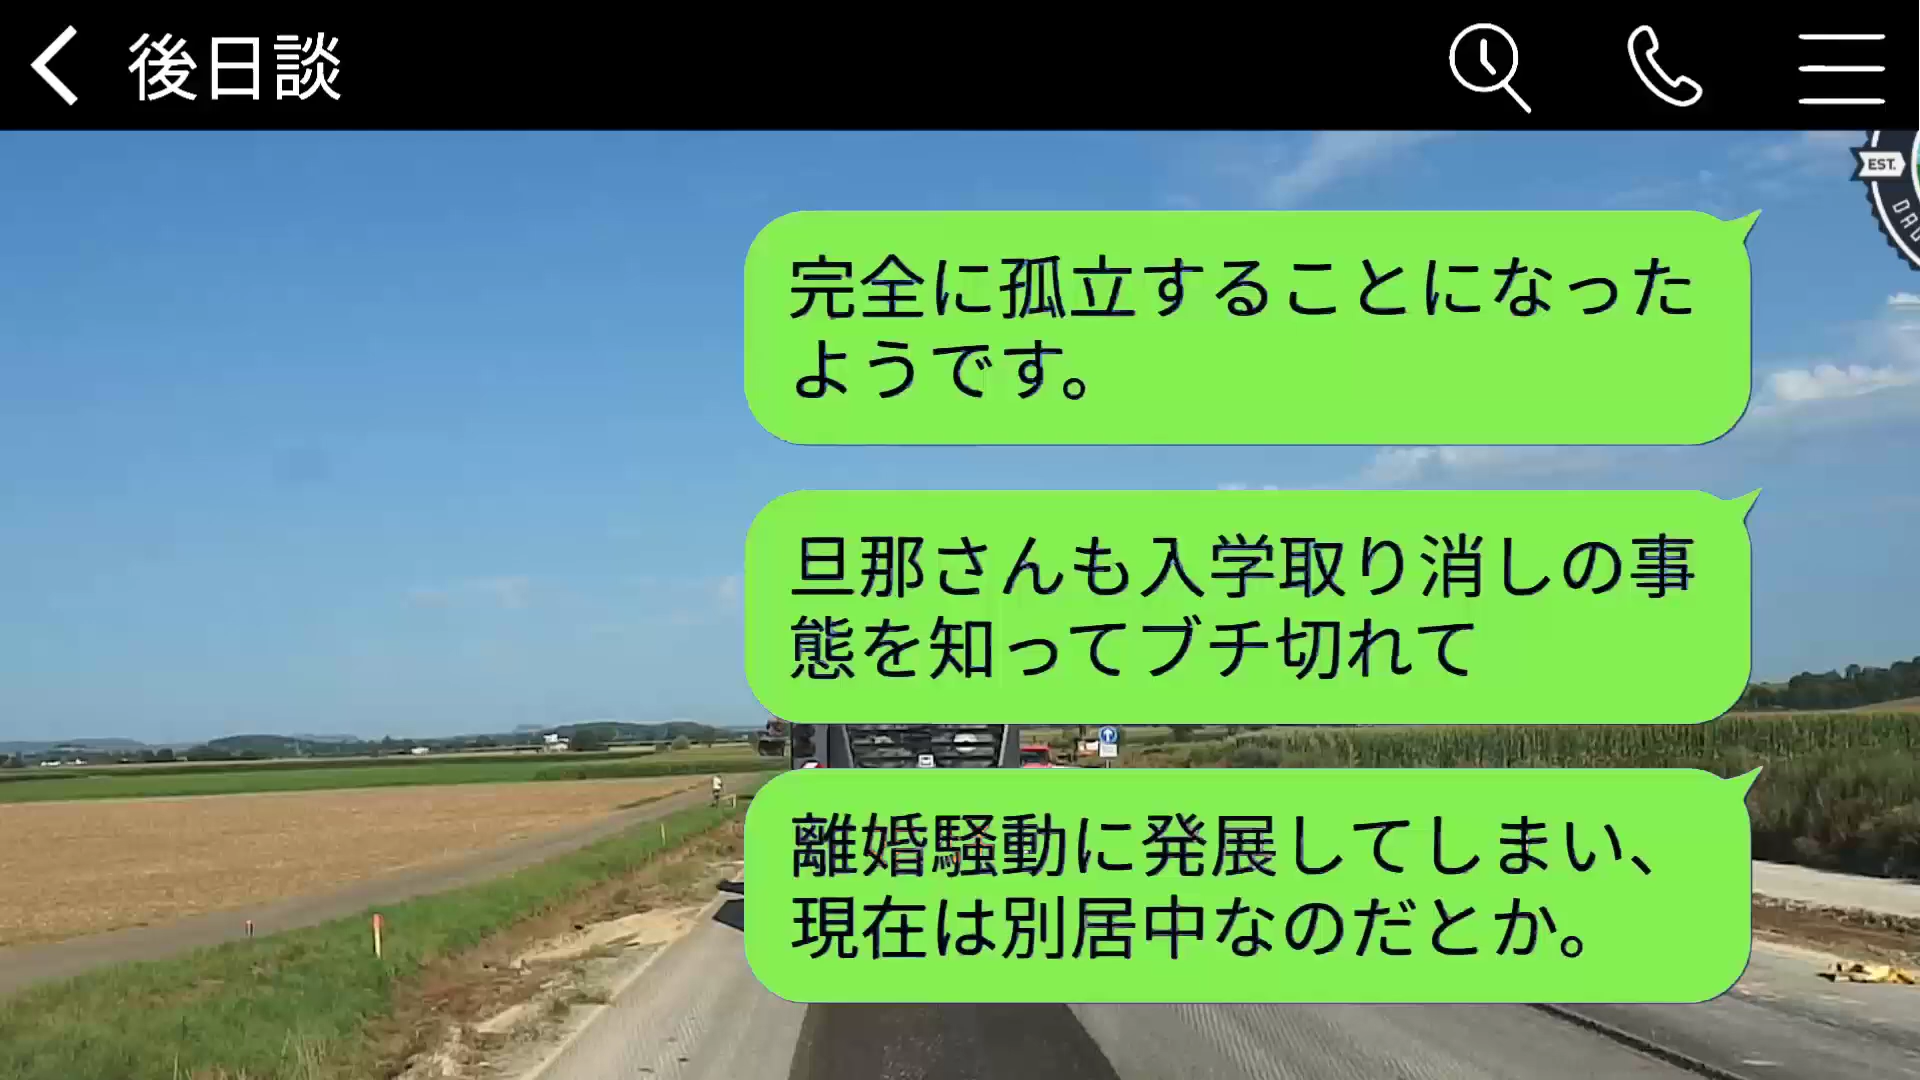 後日談
EST.
完全に孤立することになった
ようです。
旦那さんも入学取り消しの事
態を知ってブチ切れて
離婚騒動に発展してしまい、
現在は別居中なのだとか。